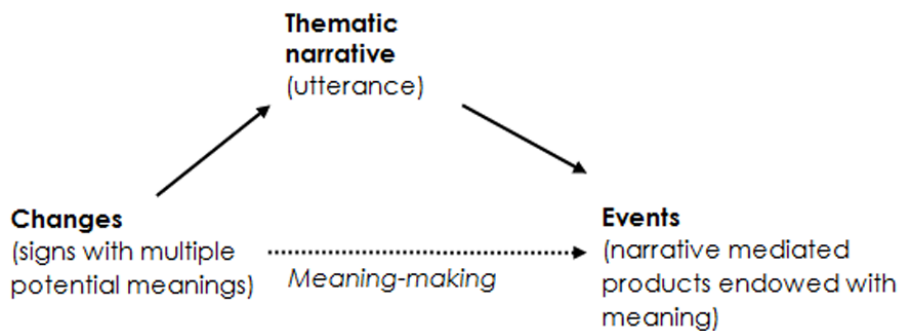 Thematic
narrative
(utterance)
Changes
(signs with multiple
potential meanings)
Meaning-making
Events
(narrative mediated
products endowed with
meaning)